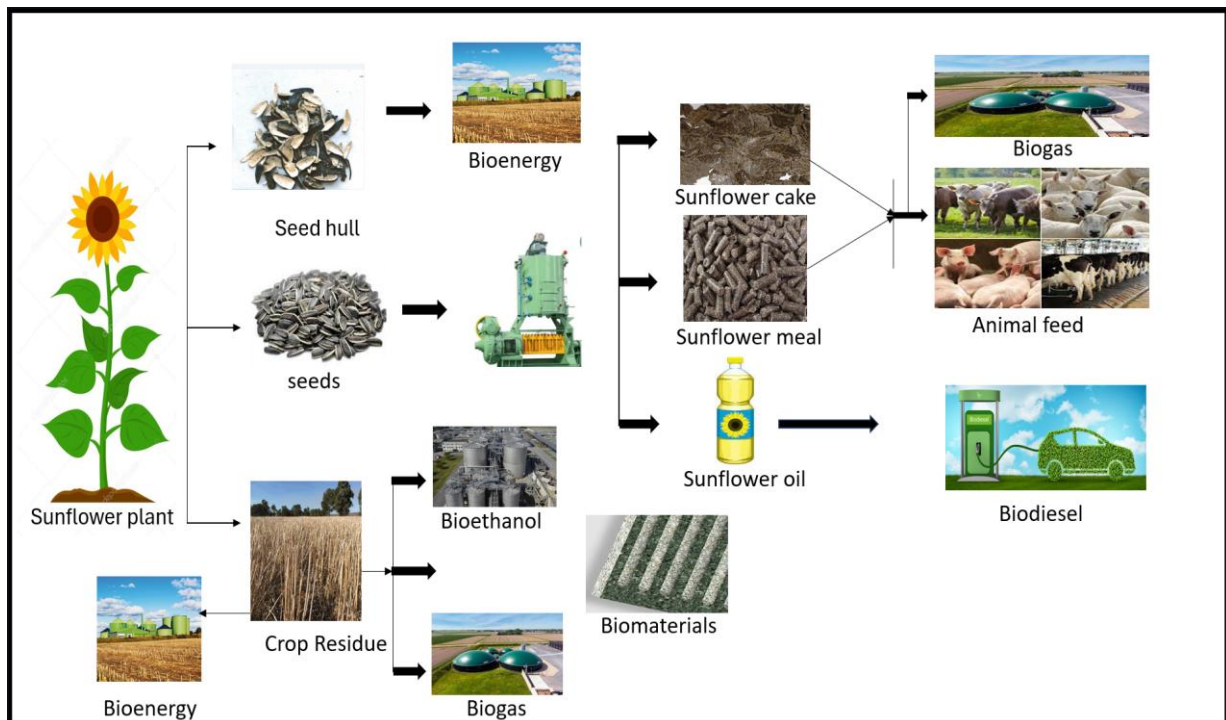 Bioenergy
Biogas
Sunflower cake
Seed hull
Sunflower meal
Animal feed
seeds
Sunflower oil
Biodiesel
Sunflower plant
Bioethanol
Biodiesel
Biomaterials
Crop Residue
Bioenergy
Biogas